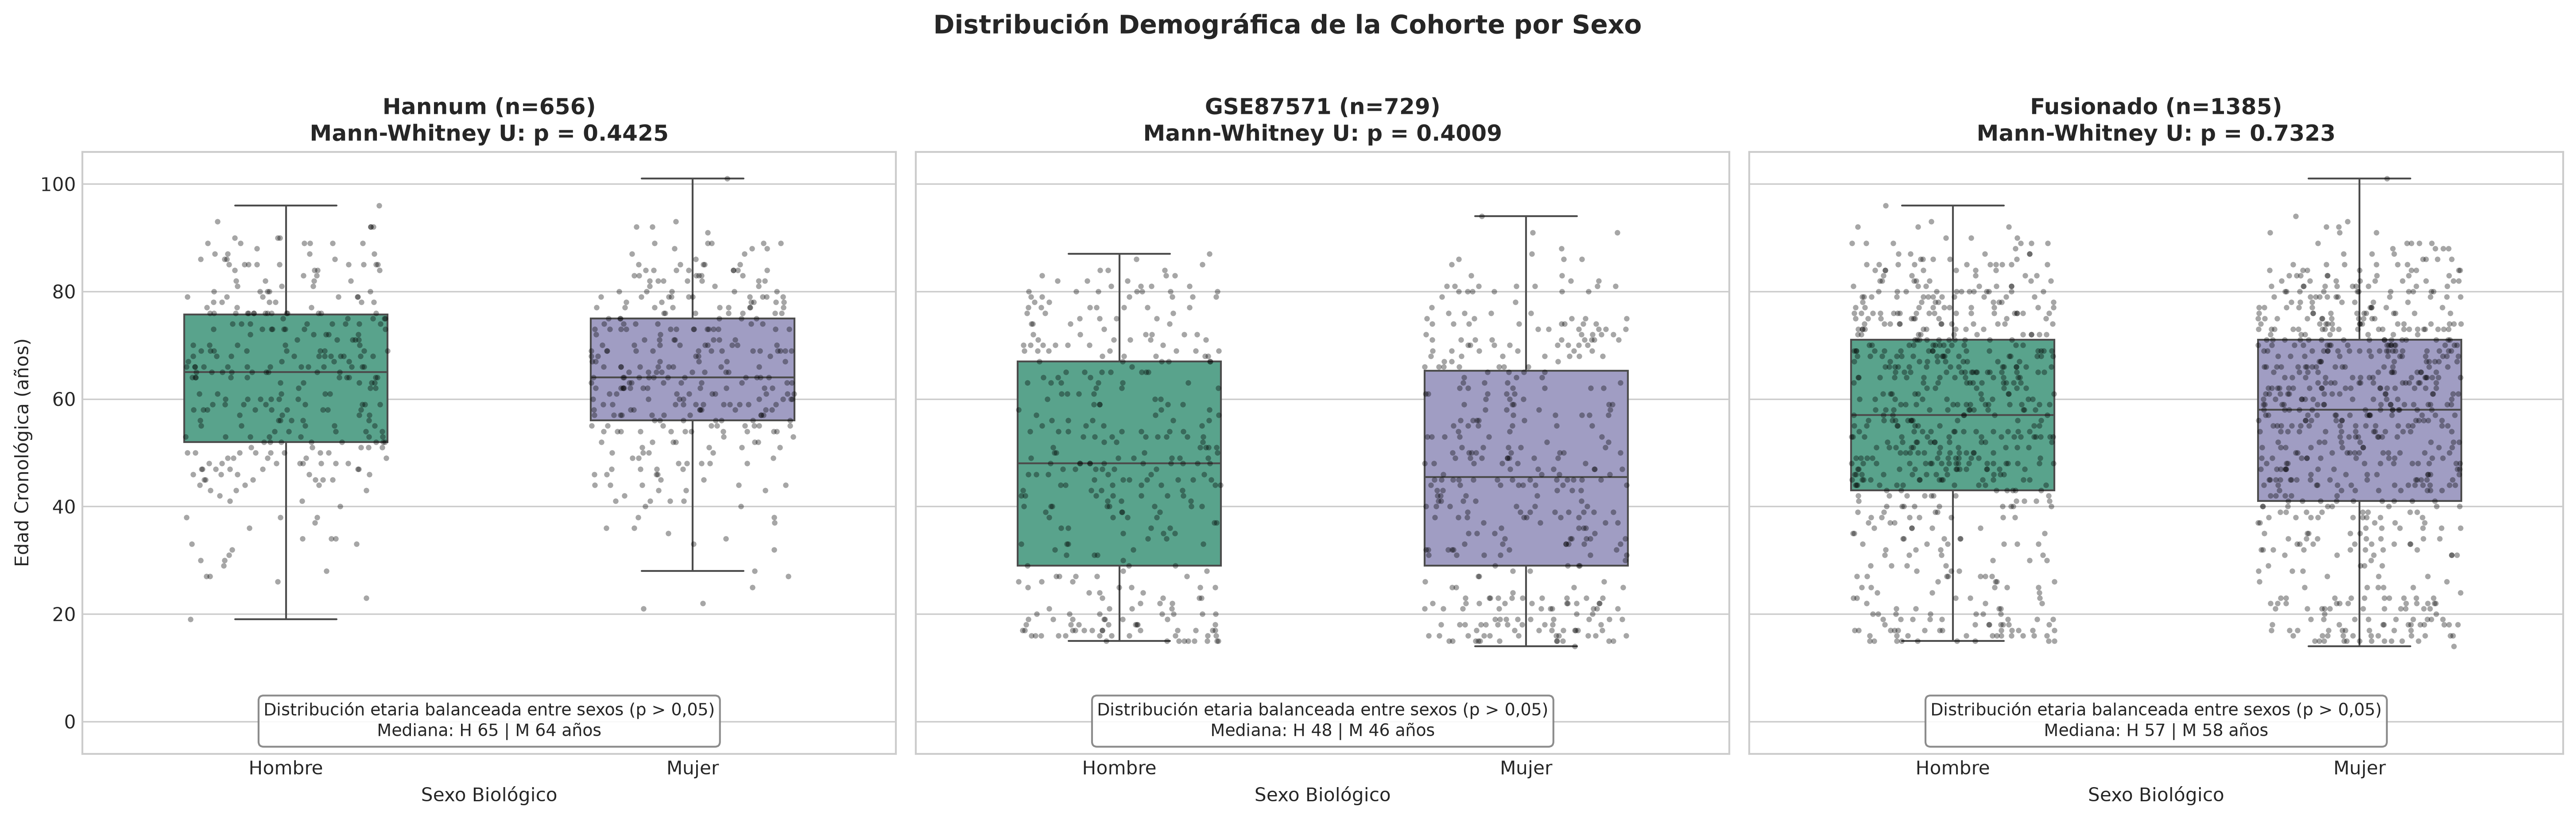 Distribución Demográfica de la Cohorte por Sexo
Hannum (n=656)
Mann-Whitney U: p = 0.4425
GSE87571 (n=729)
Mann-Whitney U: p = 0.4009
Fusionado (n=1385)
Mann-Whitney U: p = 0.7323
Edad Cronológica (años)
100
80
60
40
20
0
Distribución etaria balanceada entre sexos (p > 0,05)
Mediana: H 65 | M 64 años
Distribución etaria balanceada entre sexos (p > 0,05)
Mediana: H 48 | M 46 años
Distribución etaria balanceada entre sexos (p > 0,05)
Mediana: H 57 | M 58 años
Hombre
Mujer
Hombre
Mujer
Hombre
Mujer
Sexo Biológico
Sexo Biológico
Sexo Biológico